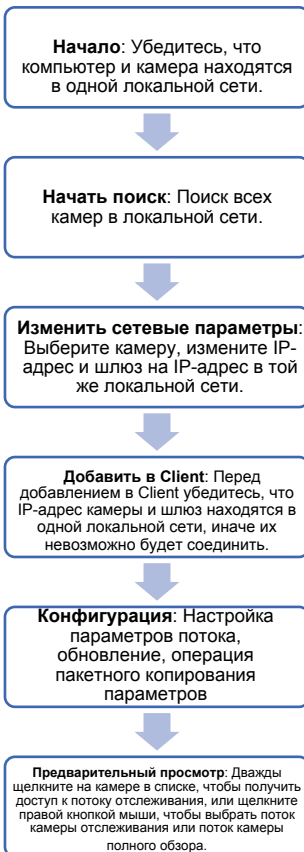 Начало: Убедитесь, что
компьютер и камера находятся
в одной локальной сети.
Начать поиск: Поиск всех
камер в локальной сети.
Изменить сетевые параметры:
Выберите камеру, измените IP-
адрес и шлюз на IP-адрес в той
же локальной сети.
Добавить в Client: Перед
добавлением в Client убедитесь, что
IP-адрес камеры и шлюз находятся в
одной локальной сети, иначе их
невозможно будет соединить.
Конфигурация: Настройка
параметров потока,
обновление, операция
пакетного копирования
параметров
Предварительный просмотр: Дважды
щелкните на камере в списке, чтобы получить
доступ к потоку отслеживания, или щелкните
правой кнопкой мыши, чтобы выбрать поток
камеры отслеживания или поток камеры
полного обзора.